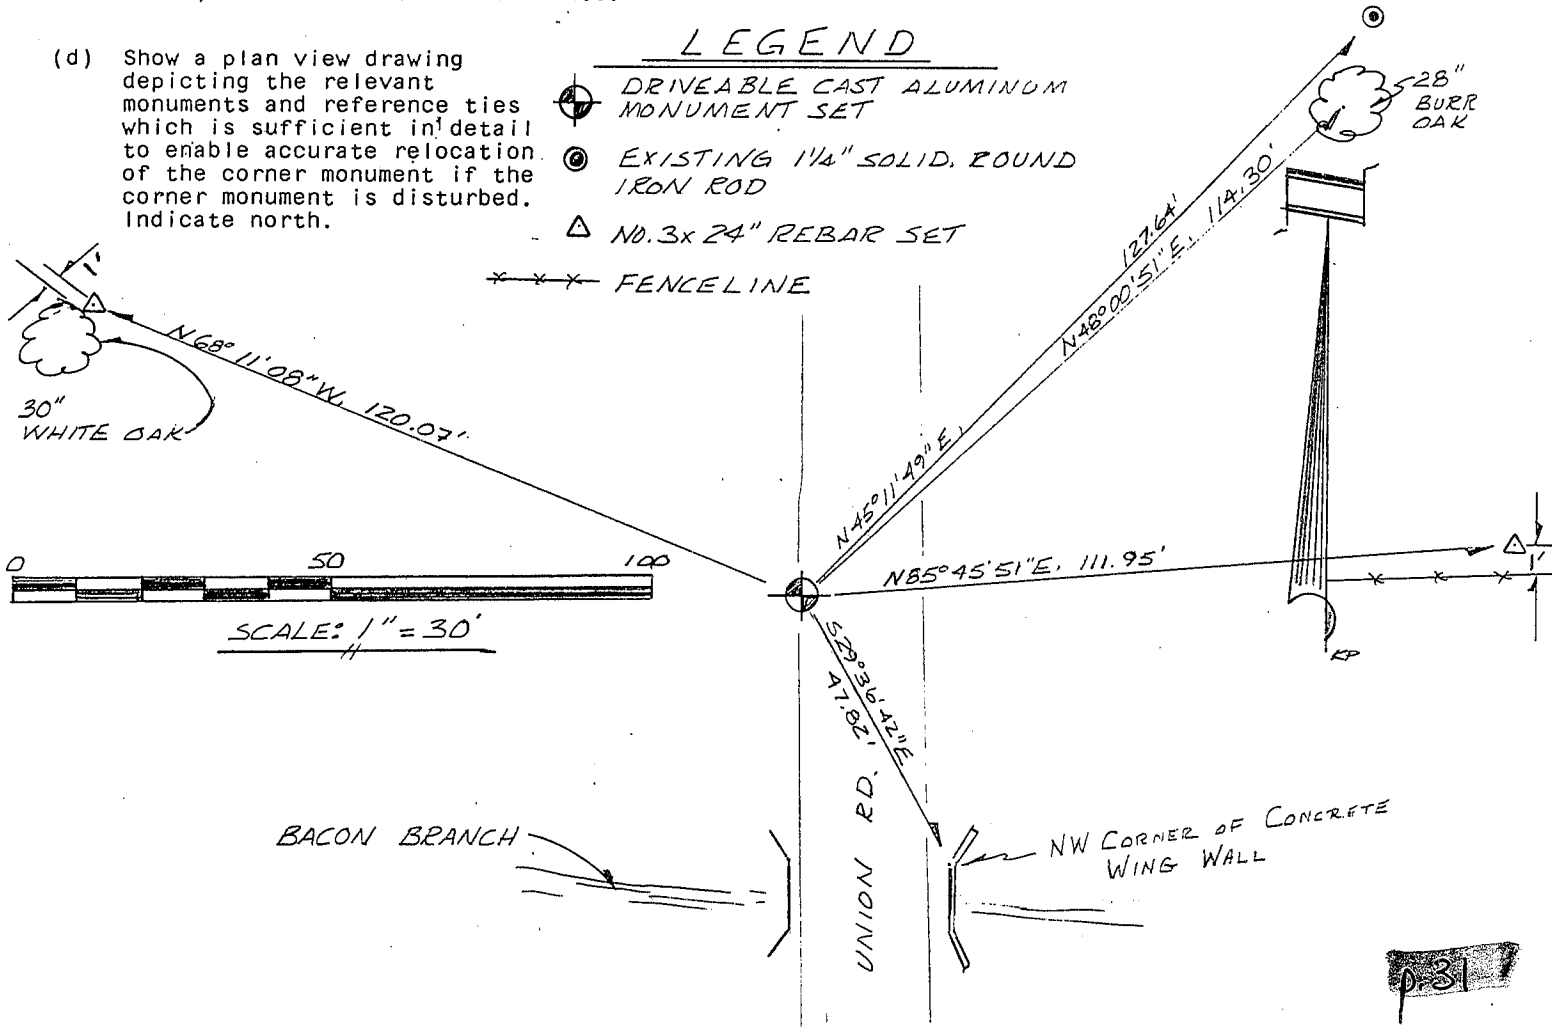 (d) Show a plan view drawing
depicting the relevant
monuments and reference ties
which is sufficient in detail
to enable accurate relocation
of the corner monument if the
corner monument is disturbed.
Indicate north.
LEGEND
DRIVEABLE CAST ALUMINUM
MONUMENT SET
EXISTING 1¼" SOLID, ROUND
IRON ROD
NO.3x 24" REBAR SET
FENCELINE
28"
BURR
OAK
127.64'
N48°00'51"E, 114.30'
1'
N68°11'08"W, 120.07'
30"
WHITE OAK
N45°11'49"E,
0 50 100
SCALE: 1" = 30'
N85°45'51"E, 111.95'
1'
S29°36'42"E
47.82'
KP
UNION RD.
BACON BRANCH
NW CORNER OF CONCRETE
WING WALL
p.31